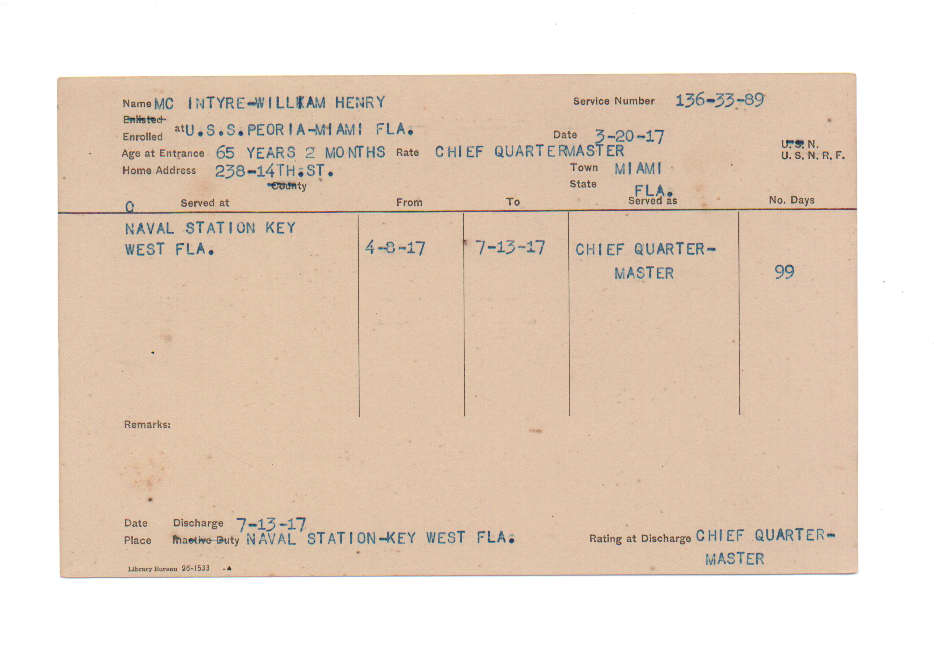 Name MC INTYRE-WILLIAM HENRY Service Number 136-33-89
Enlisted
Enrolled at U.S.S.PEORIA-MIAMI FLA. Date 3-20-17 U.S.N.
Age at Entrance 65 YEARS 2 MONTHS Rate CHIEF QUARTERMASTER U. S. N. R. F.
Home Address 238-14TH.ST. Town MIAMI
County State FLA.
C Served at From To Served as No. Days
NAVAL STATION KEY
WEST FLA. 4-8-17 7-13-17 CHIEF QUARTER-
MASTER 99
Remarks:
Date Discharge 7-13-17
Place Inactive Duty NAVAL STATION-KEY WEST FLA. Rating at Discharge CHIEF QUARTER-
MASTER
Library Bureau 26-1533